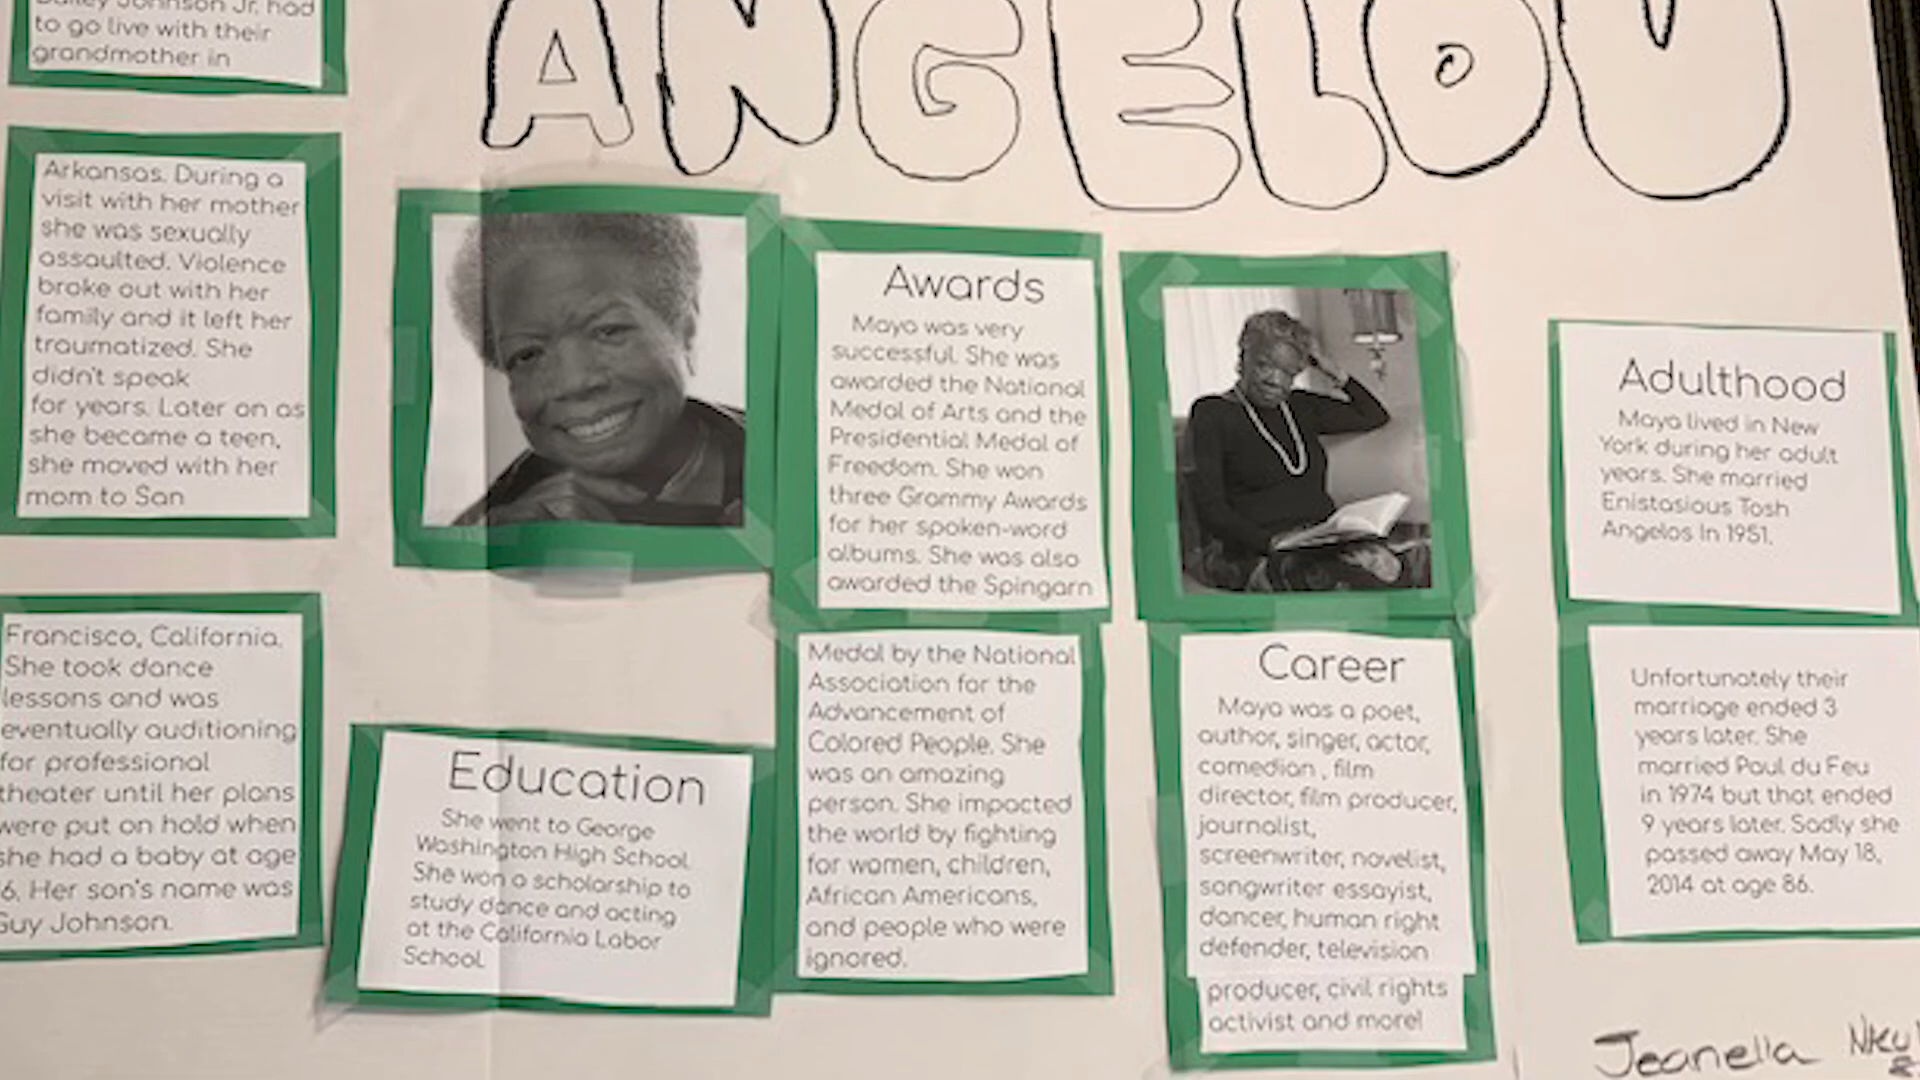 Bailey Johnson Jr. had
to go live with their
grandmother in
ANGELOU
Arkansas. During a
visit with her mother
she was sexually
assaulted. Violence
broke out with her
family and it left her
traumatized. She
didn't speak
for years. Later on as
she became a teen,
she moved with her
mom to San
Francisco, California.
She took dance
lessons and was
eventually auditioning
for professional
theater until her plans
were put on hold when
she had a baby at age
16. Her son's name was
Guy Johnson.
Education
She went to George
Washington High School.
She won a scholarship to
study dance and acting
at the California Labor
School.
Awards
Maya was very
successful. She was
awarded the National
Medal of Arts and the
Presidential Medal of
Freedom. She won
three Grammy Awards
for her spoken-word
albums. She was also
awarded the Spingarn
Medal by the National
Association for the
Advancement of
Colored People. She
was an amazing
person. She impacted
the world by fighting
for women, children,
African Americans,
and people who were
ignored.
Career
Maya was a poet,
author, singer, actor,
comedian , film
director, film producer,
journalist,
screenwriter, novelist,
songwriter essayist,
dancer, human right
defender, television
producer, civil rights
activist and more!
Adulthood
Maya lived in New
York during her adult
years. She married
Enistasious Tosh
Angelos In 1951.
Unfortunately their
marriage ended 3
years later. She
married Paul du Feu
in 1974 but that ended
9 years later. Sadly she
passed away May 18,
2014 at age 86.
Jeanella